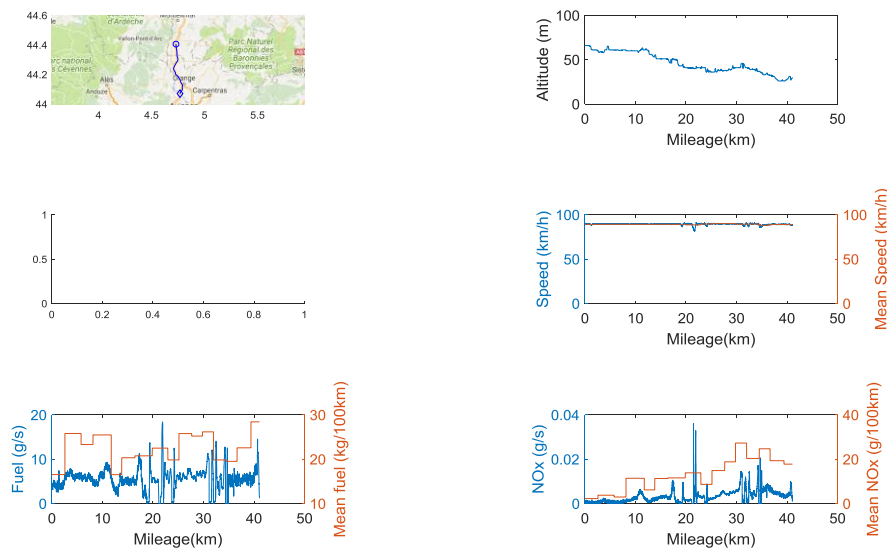 44.6
44.4
44.2
44
d'Ardèche
Montélimar
Vallon-Pont-d'Arc
Parc Naturel
Régional des
Baronnies
Provençales
Parc national
des Cévennes
Alès
Anduze
Orange
Carpentras
4
4.5
5
5.5
100
50
0
Altitude (m)
0
10
20
30
40
50
Mileage(km)
1
0.5
0
0
0.2
0.4
0.6
0.8
1
100
50
0
Speed (km/h)
100
50
0
Mean Speed (km/h)
0
10
20
30
40
50
Mileage(km)
20
10
0
Fuel (g/s)
30
20
10
Mean fuel (kg/100km)
0
10
20
30
40
50
Mileage(km)
0.04
0.02
0
NOx (g/s)
40
20
0
Mean NOx (g/100km)
0
10
20
30
40
50
Mileage(km)